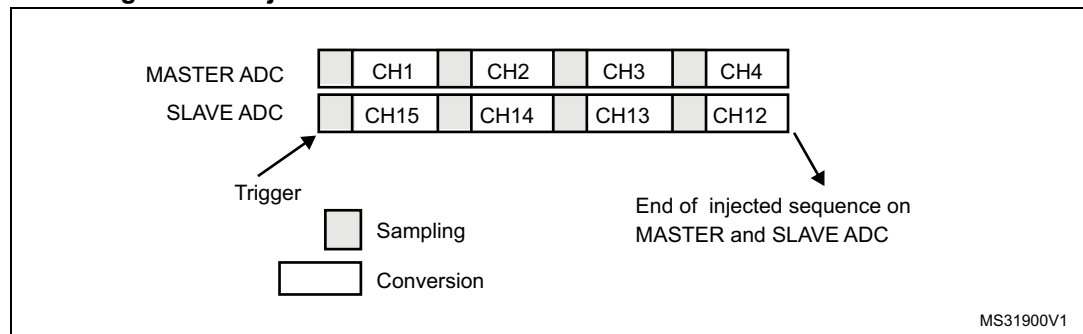 MASTER ADC CH1 CH2 CH3 CH4
SLAVE ADC CH15 CH14 CH13 CH12
Trigger
End of injected sequence on
MASTER and SLAVE ADC
Sampling
Conversion
MS31900V1